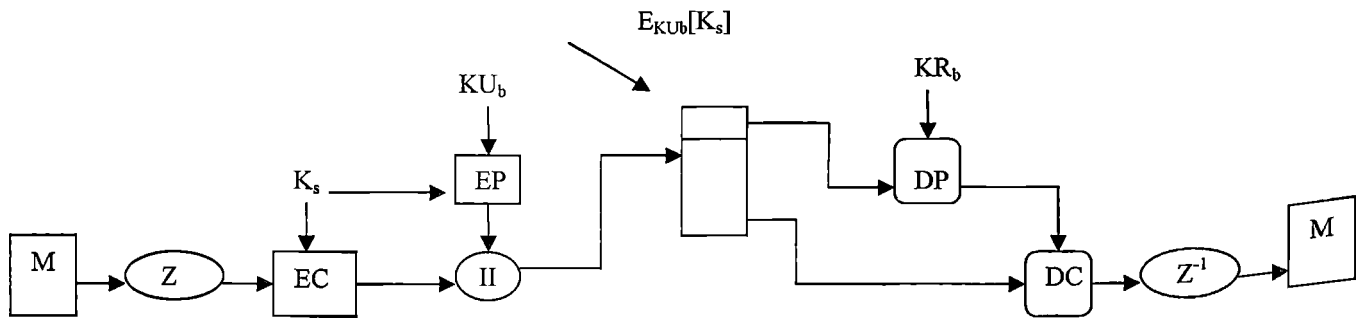 E_KUb[K_s]
KU_b
KR_b
EP
DP
K_s
M
Z
EC
II
DC
Z⁻¹
M